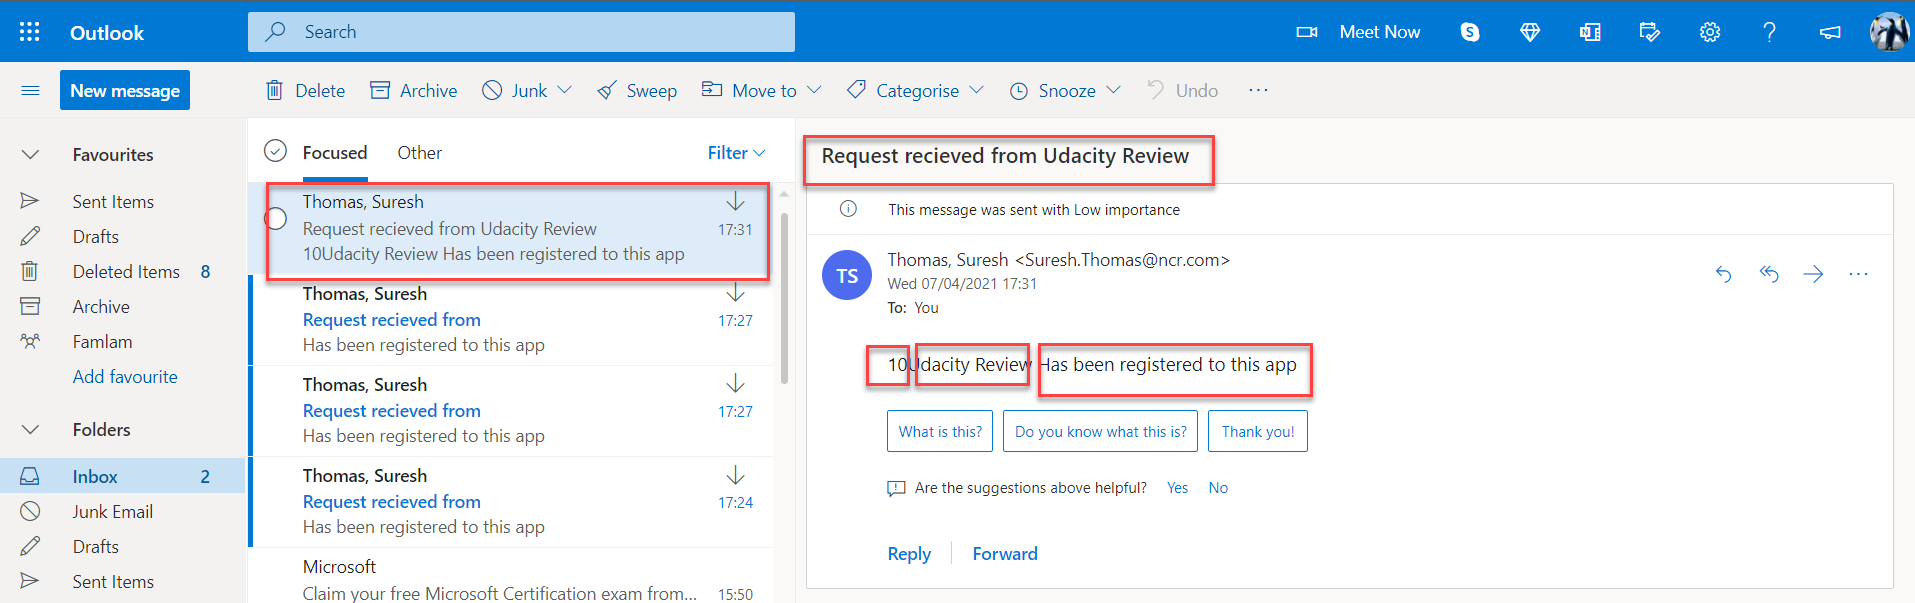 Outlook
Search
Meet Now
New message
Delete
Archive
Junk
Sweep
Move to
Categorise
Snooze
Undo
Favourites
Sent Items
Drafts
Deleted Items 8
Archive
Famlam
Add favourite
Folders
Inbox 2
Junk Email
Drafts
Sent Items
Focused
Other
Filter
Thomas, Suresh
Request recieved from Udacity Review 17:31
10Udacity Review Has been registered to this app
Thomas, Suresh
Request recieved from 17:27
Has been registered to this app
Thomas, Suresh
Request recieved from 17:27
Has been registered to this app
Thomas, Suresh
Request recieved from 17:24
Has been registered to this app
Microsoft
Claim your free Microsoft Certification exam from... 15:50
Request recieved from Udacity Review
This message was sent with Low importance
TS
Thomas, Suresh <Suresh.Thomas@ncr.com>
Wed 07/04/2021 17:31
To: You
10Udacity Review Has been registered to this app
What is this?
Do you know what this is?
Thank you!
Are the suggestions above helpful? Yes No
Reply
Forward